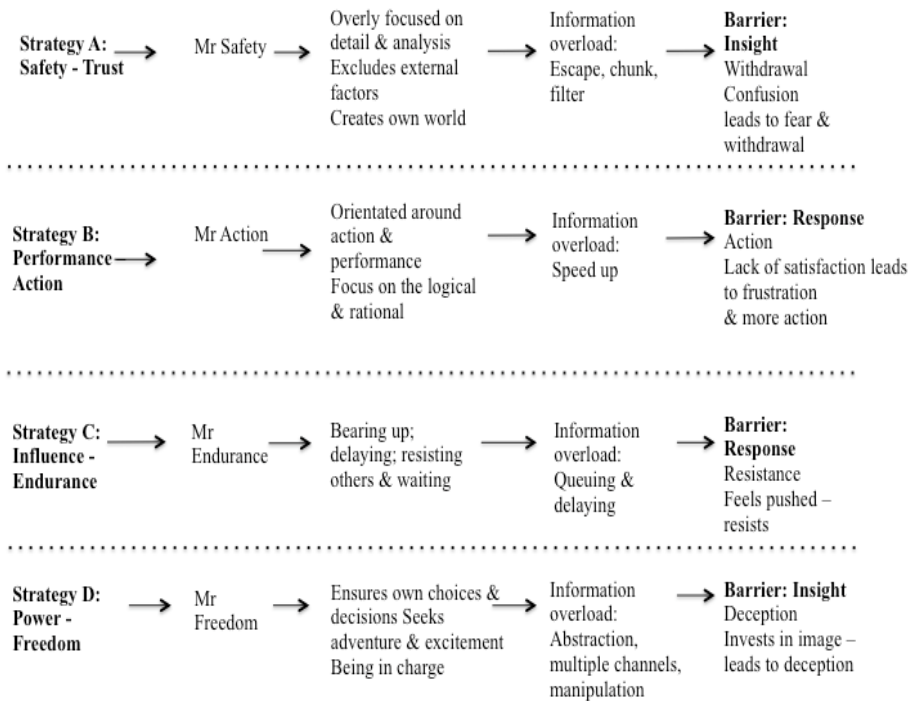 Strategy A:
Safety - Trust
Mr Safety
Overly focused on
detail & analysis
Excludes external
factors
Creates own world
Information
overload:
Escape, chunk,
filter
Barrier:
Insight
Withdrawal
Confusion
leads to fear &
withdrawal
Strategy B:
Performance –
Action
Mr Action
Orientated around
action &
performance
Focus on the logical
& rational
Information
overload:
Speed up
Barrier: Response
Action
Lack of satisfaction leads
to frustration
& more action
Strategy C:
Influence -
Endurance
Mr
Endurance
Bearing up;
delaying; resisting
others & waiting
Information
overload:
Queuing &
delaying
Barrier:
Response
Resistance
Feels pushed –
resists
Strategy D:
Power -
Freedom
Mr
Freedom
Ensures own choices &
decisions Seeks
adventure & excitement
Being in charge
Information
overload:
Abstraction,
multiple channels,
manipulation
Barrier: Insight
Deception
Invests in image –
leads to deception